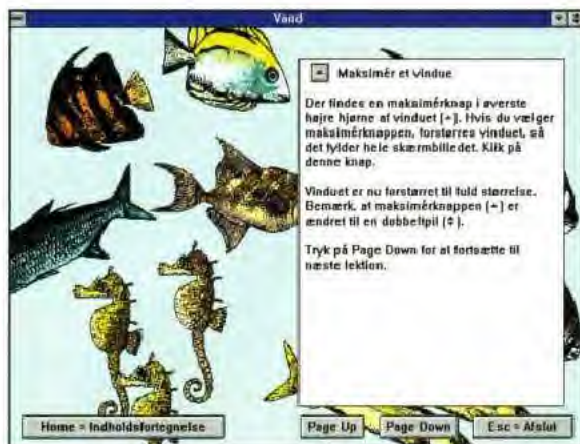 Vand
Maksimér et vindue
Der findes en maksimérknap i øverste
højre hjørne af vinduet (▲). Hvis du vælger
maksimérknappen, forstørres vinduet, så
det fylder hele skærmbilledet. Klik på
denne knap.
Vinduet er nu forstørret til fuld størrelse.
Bemærk, at maksimérknappen (▲) er
ændret til en dobbeltpil (⬍).
Tryk på Page Down for at fortsætte til
næste lektion.
Home = Indholdsfortegnelse
Page Up
Page Down
Esc = Afslut